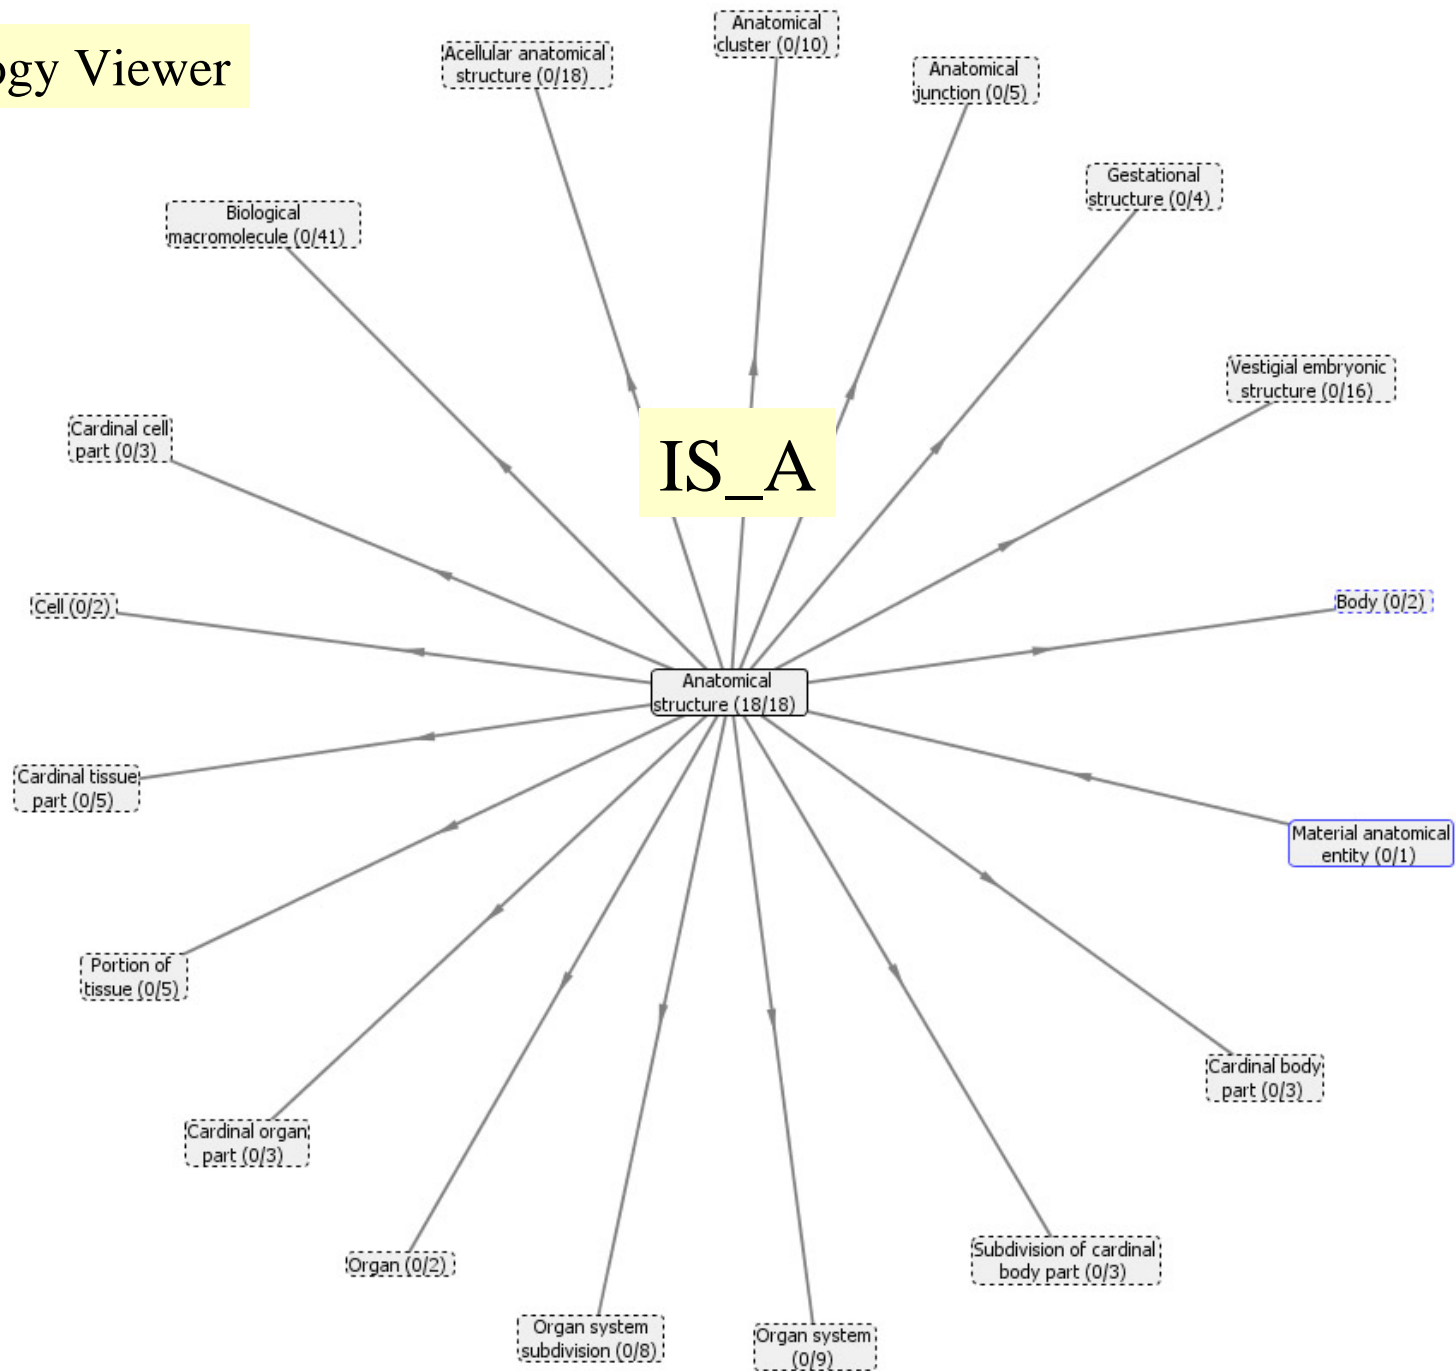 ogy Viewer
Anatomical
cluster (0/10)
Acellular anatomical
structure (0/18)
Anatomical
junction (0/5)
Gestational
structure (0/4)
Biological
macromolecule (0/41)
Vestigial embryonic
structure (0/16)
Cardinal cell
part (0/3)
IS_A
Cell (0/2)
Body (0/2)
Anatomical
structure (18/18)
Cardinal tissue
part (0/5)
Material anatomical
entity (0/1)
Portion of
tissue (0/5)
Cardinal body
part (0/3)
Cardinal organ
part (0/3)
Organ (0/2)
Subdivision of cardinal
body part (0/3)
Organ system
subdivision (0/8)
Organ system
(0/9)